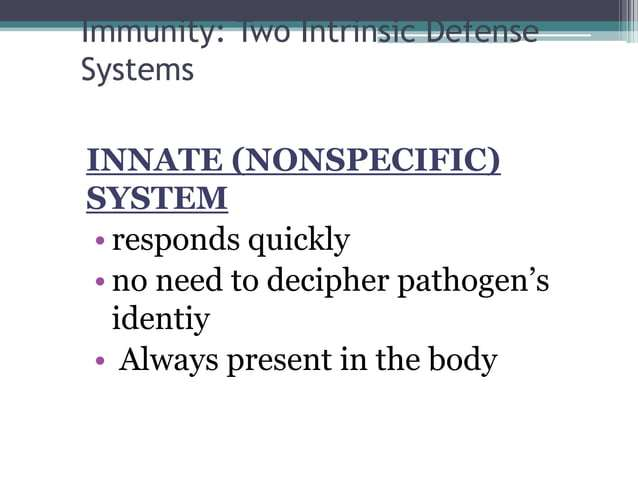 Immunity: Two Intrinsic Defense
Systems
INNATE (NONSPECIFIC)
SYSTEM
• responds quickly
• no need to decipher pathogen’s
identiy
• Always present in the body